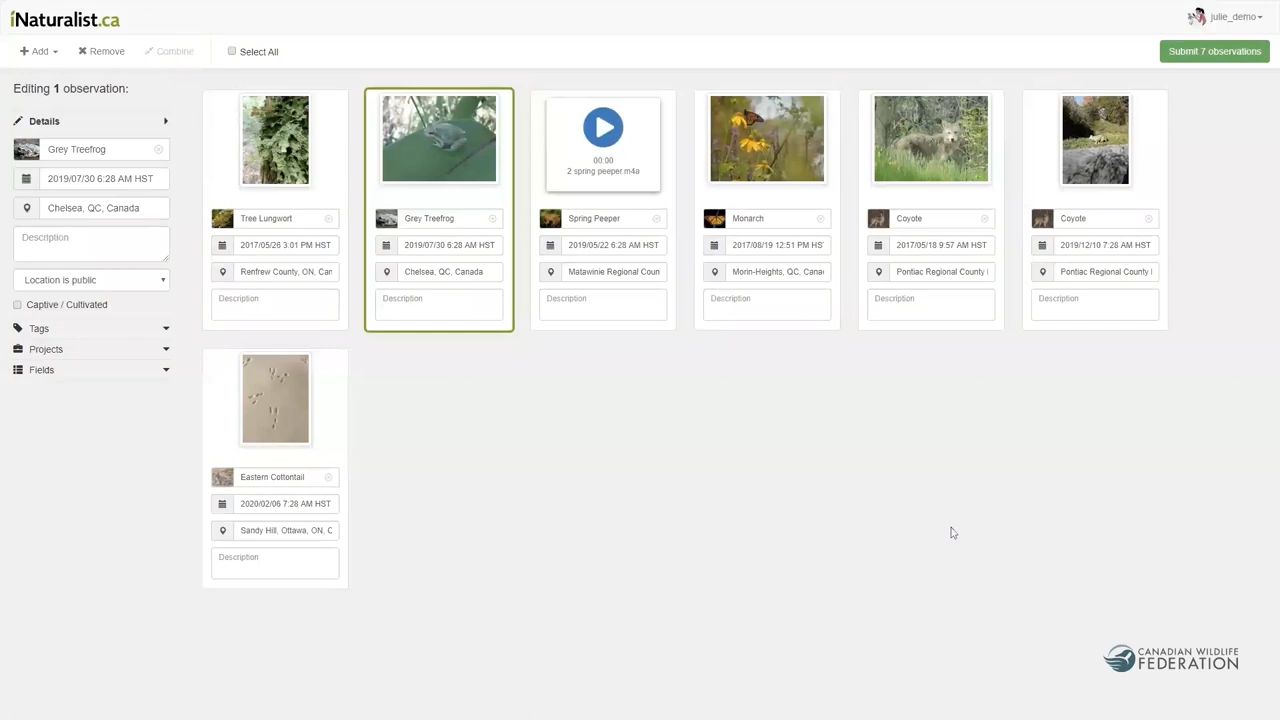 iNaturalist.ca
julie_demo
Add
Remove
Combine
Select All
Submit 7 observations
Editing 1 observation:
Details
Grey Treefrog
2019/07/30 6:28 AM HST
Chelsea, QC, Canada
Description
Location is public
Captive / Cultivated
Tags
Projects
Fields
Tree Lungwort
2017/05/26 3:01 PM HST
Renfrew County, ON, Can
Description
Grey Treefrog
2019/07/30 6:28 AM HST
Chelsea, QC, Canada
Description
00:00
2 spring peeper.m4a
Spring Peeper
2019/05/22 6:28 AM HST
Matawinie Regional Coun
Description
Monarch
2017/08/19 12:51 PM HS
Morin-Heights, QC, Cana
Description
Coyote
2017/05/18 9:57 AM HST
Pontiac Regional County
Description
Coyote
2019/12/10 7:28 AM HST
Pontiac Regional County
Description
Eastern Cottontail
2020/02/06 7:28 AM HST
Sandy Hill, Ottawa, ON, C
Description
CANADIAN WILDLIFE
FEDERATION